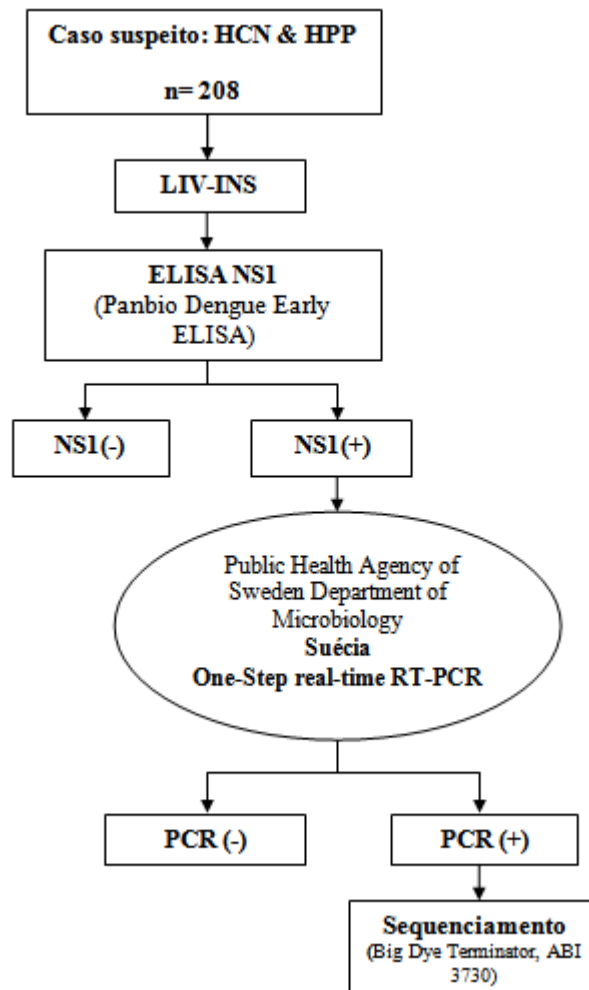 Caso suspeito: HCN & HPP
n= 208
LIV-INS
ELISA NS1
(Panbio Dengue Early
ELISA)
NS1(-)
NS1(+)
Public Health Agency of
Sweden Department of
Microbiology
Suécia
One-Step real-time RT-PCR
PCR (-)
PCR (+)
Sequenciamento
(Big Dye Terminator, ABI
3730)